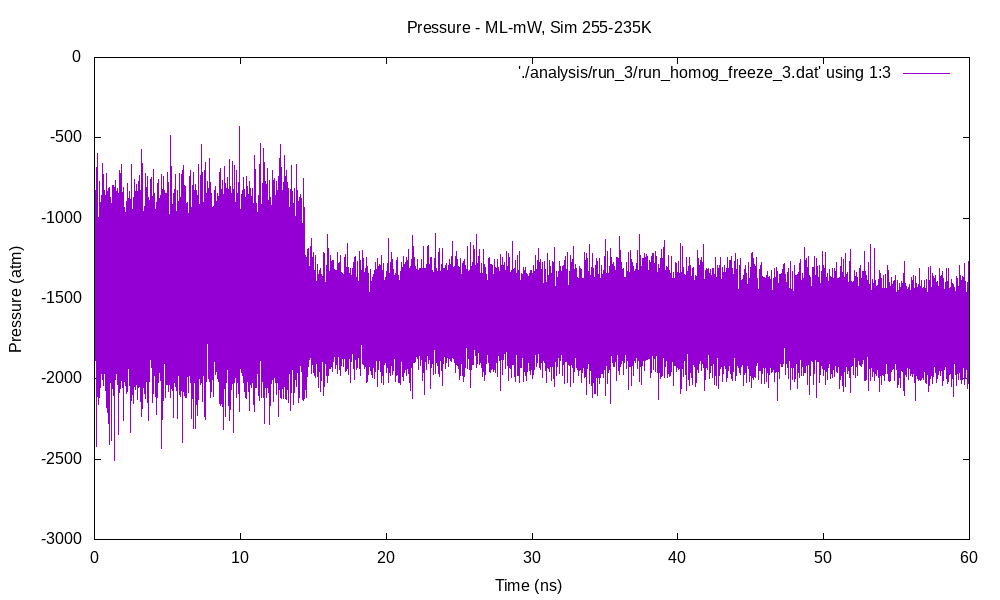 Pressure - ML-mW, Sim 255-235K
'./analysis/run_3/run_homog_freeze_3.dat' using 1:3
0
-500
-1000
-1500
-2000
-2500
-3000
Pressure (atm)
0 10 20 30 40 50 60
Time (ns)